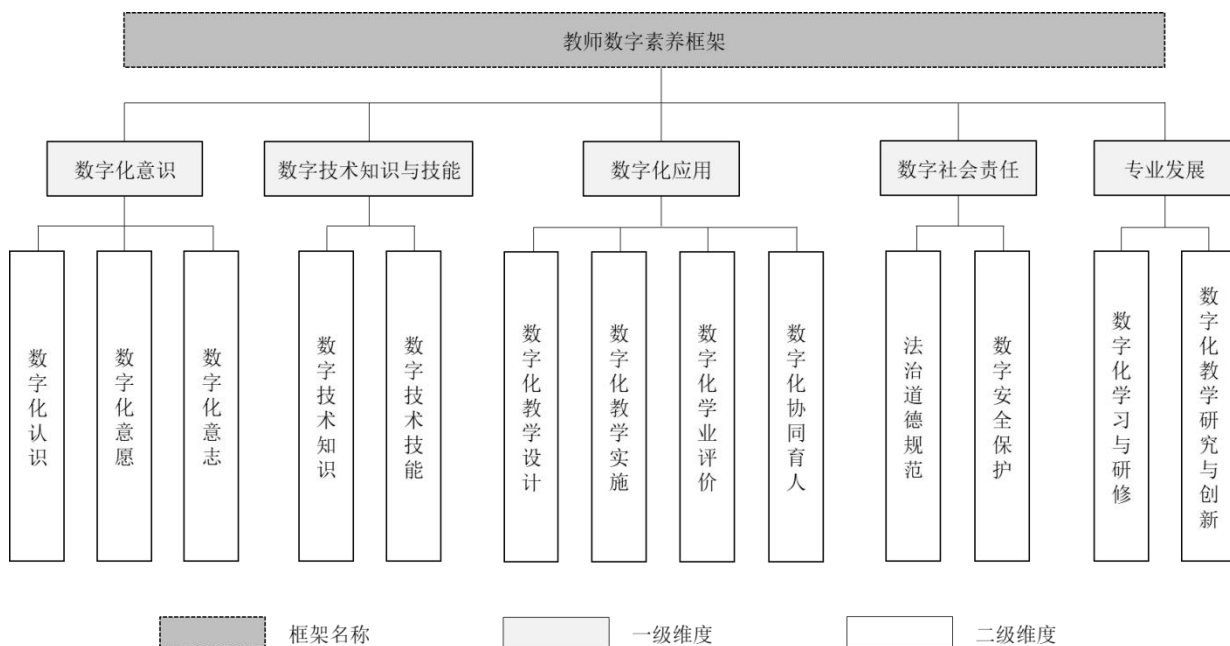 教师数字素养框架
数字化意识
数字技术知识与技能
数字化应用
数字社会责任
专业发展
数字化认识
数字化意愿
数字化意志
数字技术知识
数字技术技能
数字化教学设计
数字化教学实施
数字化学业评价
数字化协同育人
法治道德规范
数字安全保护
数字化学习与研修
数字化教学研究与创新
框架名称
一级维度
二级维度